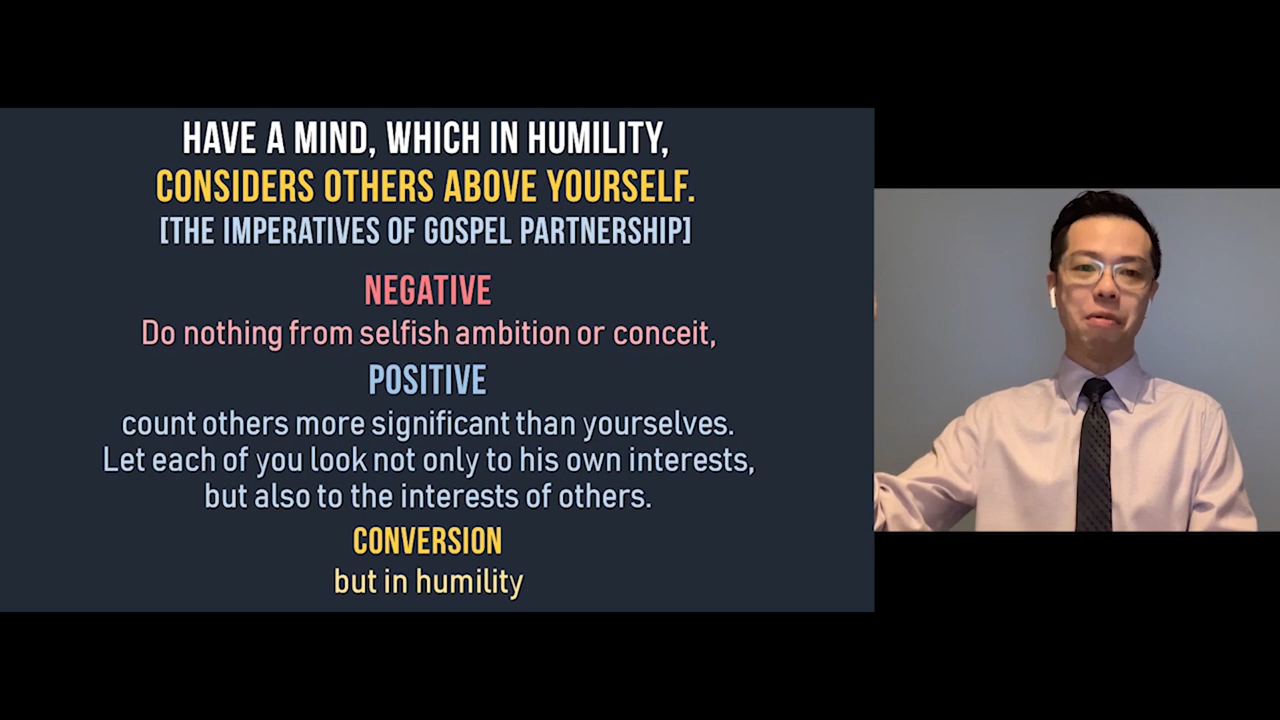 HAVE A MIND, WHICH IN HUMILITY,
CONSIDERS OTHERS ABOVE YOURSELF.
[THE IMPERATIVES OF GOSPEL PARTNERSHIP]
NEGATIVE
Do nothing from selfish ambition or conceit,
POSITIVE
count others more significant than yourselves.
Let each of you look not only to his own interests,
but also to the interests of others.
CONVERSION
but in humility